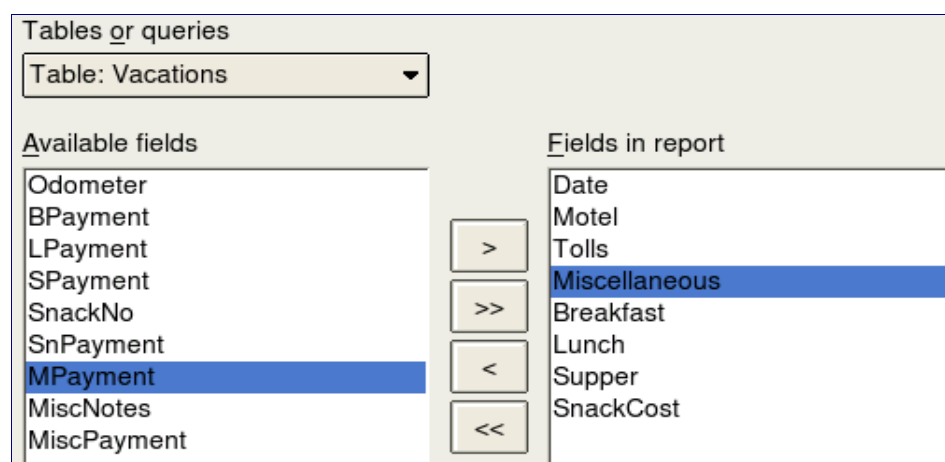 Tables or queries
Table: Vacations
Available fields
Odometer
BPayment
LPayment
SPayment
SnackNo
SnPayment
MPayment
MiscNotes
MiscPayment
>
>>
<
<<
Fields in report
Date
Motel
Tolls
Miscellaneous
Breakfast
Lunch
Supper
SnackCost